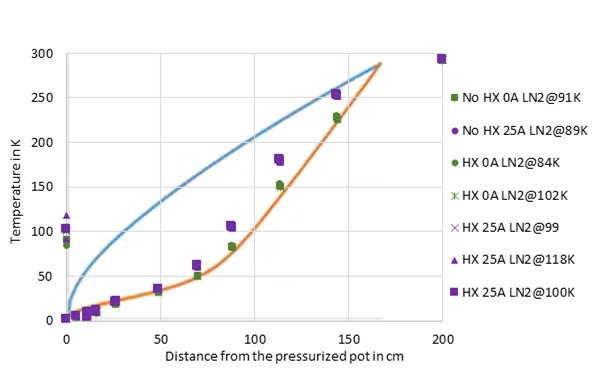 300
250
200
150
100
50
0
Temperature in K
0
50
100
150
200
Distance from the pressurized pot in cm
No HX 0A LN2@91K
No HX 25A LN2@89K
HX 0A LN2@84K
HX 0A LN2@102K
HX 25A LN2@99
HX 25A LN2@118K
HX 25A LN2@100K